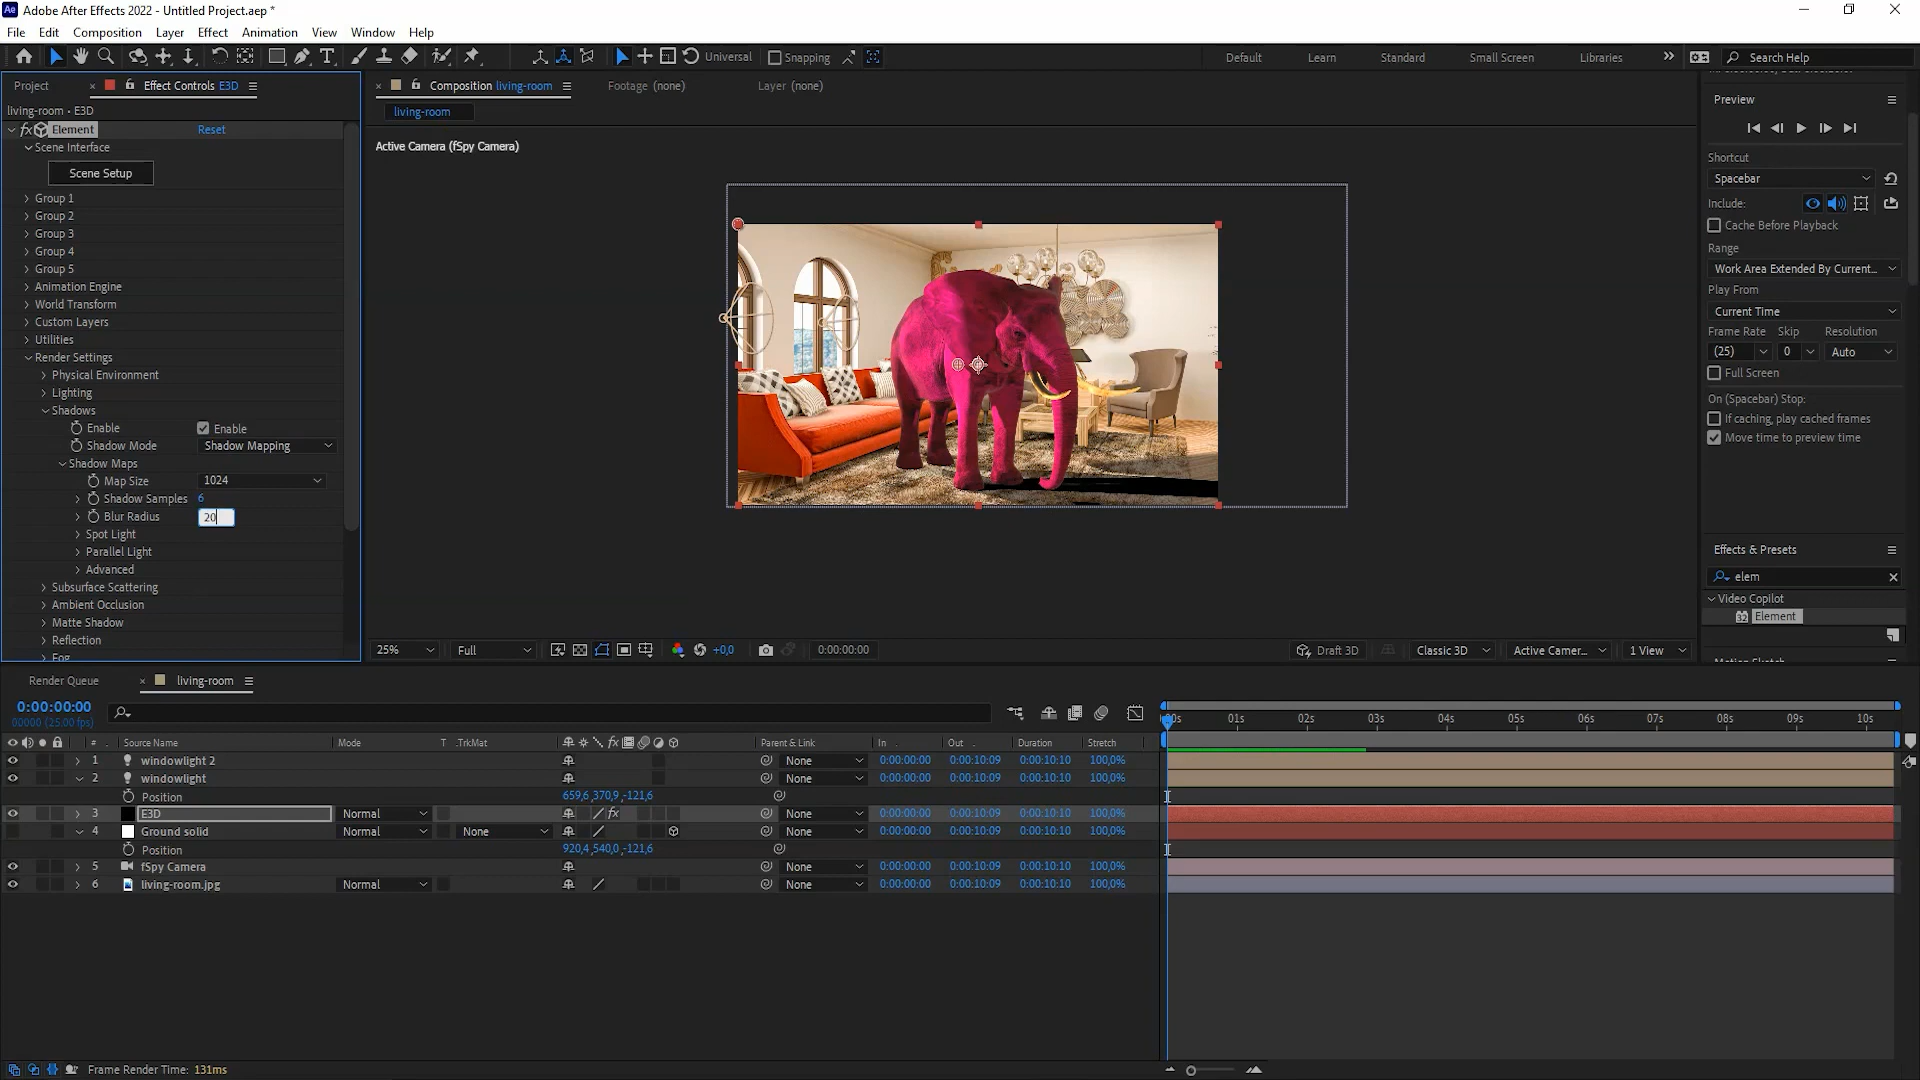 Ae Adobe After Effects 2022 - Untitled Project.aep *
File Edit Composition Layer Effect Animation View Window Help
Universal Snapping Default Learn Standard Small Screen Libraries Search Help
Project × Effect Controls E3D
living-room • E3D
fx Element Reset
Scene Interface
Scene Setup
Group 1
Group 2
Group 3
Group 4
Group 5
Animation Engine
World Transform
Custom Layers
Utilities
Render Settings
Physical Environment
Lighting
Shadows
Enable Enable
Shadow Mode Shadow Mapping
Shadow Maps
Map Size 1024
Shadow Samples 6
Blur Radius 20
Spot Light
Parallel Light
Advanced
Subsurface Scattering
Ambient Occlusion
Matte Shadow
Reflection
Fog
× Composition living-room Footage (none) Layer (none)
living-room
Active Camera (fSpy Camera)
25% Full +0,0 0:00:00:00 Draft 3D Classic 3D Active Camer... 1 View
Preview
Shortcut
Spacebar
Include:
Cache Before Playback
Range
Work Area Extended By Current...
Play From
Current Time
Frame Rate Skip Resolution
(25) 0 Auto
Full Screen
On (Spacebar) Stop:
If caching, play cached frames
Move time to preview time
Effects & Presets
elem
Video Copilot
32 Element
Render Queue × living-room
0:00:00:00
00000 (25.00 fps)
# Source Name Mode T .TrkMat fx Parent & Link In Out Duration Stretch
:00s 01s 02s 03s 04s 05s 06s 07s 08s 09s 10s
1 windowlight 2 None 0:00:00:00 0:00:10:09 0:00:10:10 100,0%
2 windowlight None 0:00:00:00 0:00:10:09 0:00:10:10 100,0%
Position 659,6,370,9,-121,6
3 E3D Normal fx None 0:00:00:00 0:00:10:09 0:00:10:10 100,0%
4 Ground solid Normal None None 0:00:00:00 0:00:10:09 0:00:10:10 100,0%
Position 920,4,540,0,-121,6
5 fSpy Camera None 0:00:00:00 0:00:10:09 0:00:10:10 100,0%
6 living-room.jpg Normal None 0:00:00:00 0:00:10:09 0:00:10:10 100,0%
Frame Render Time: 131ms